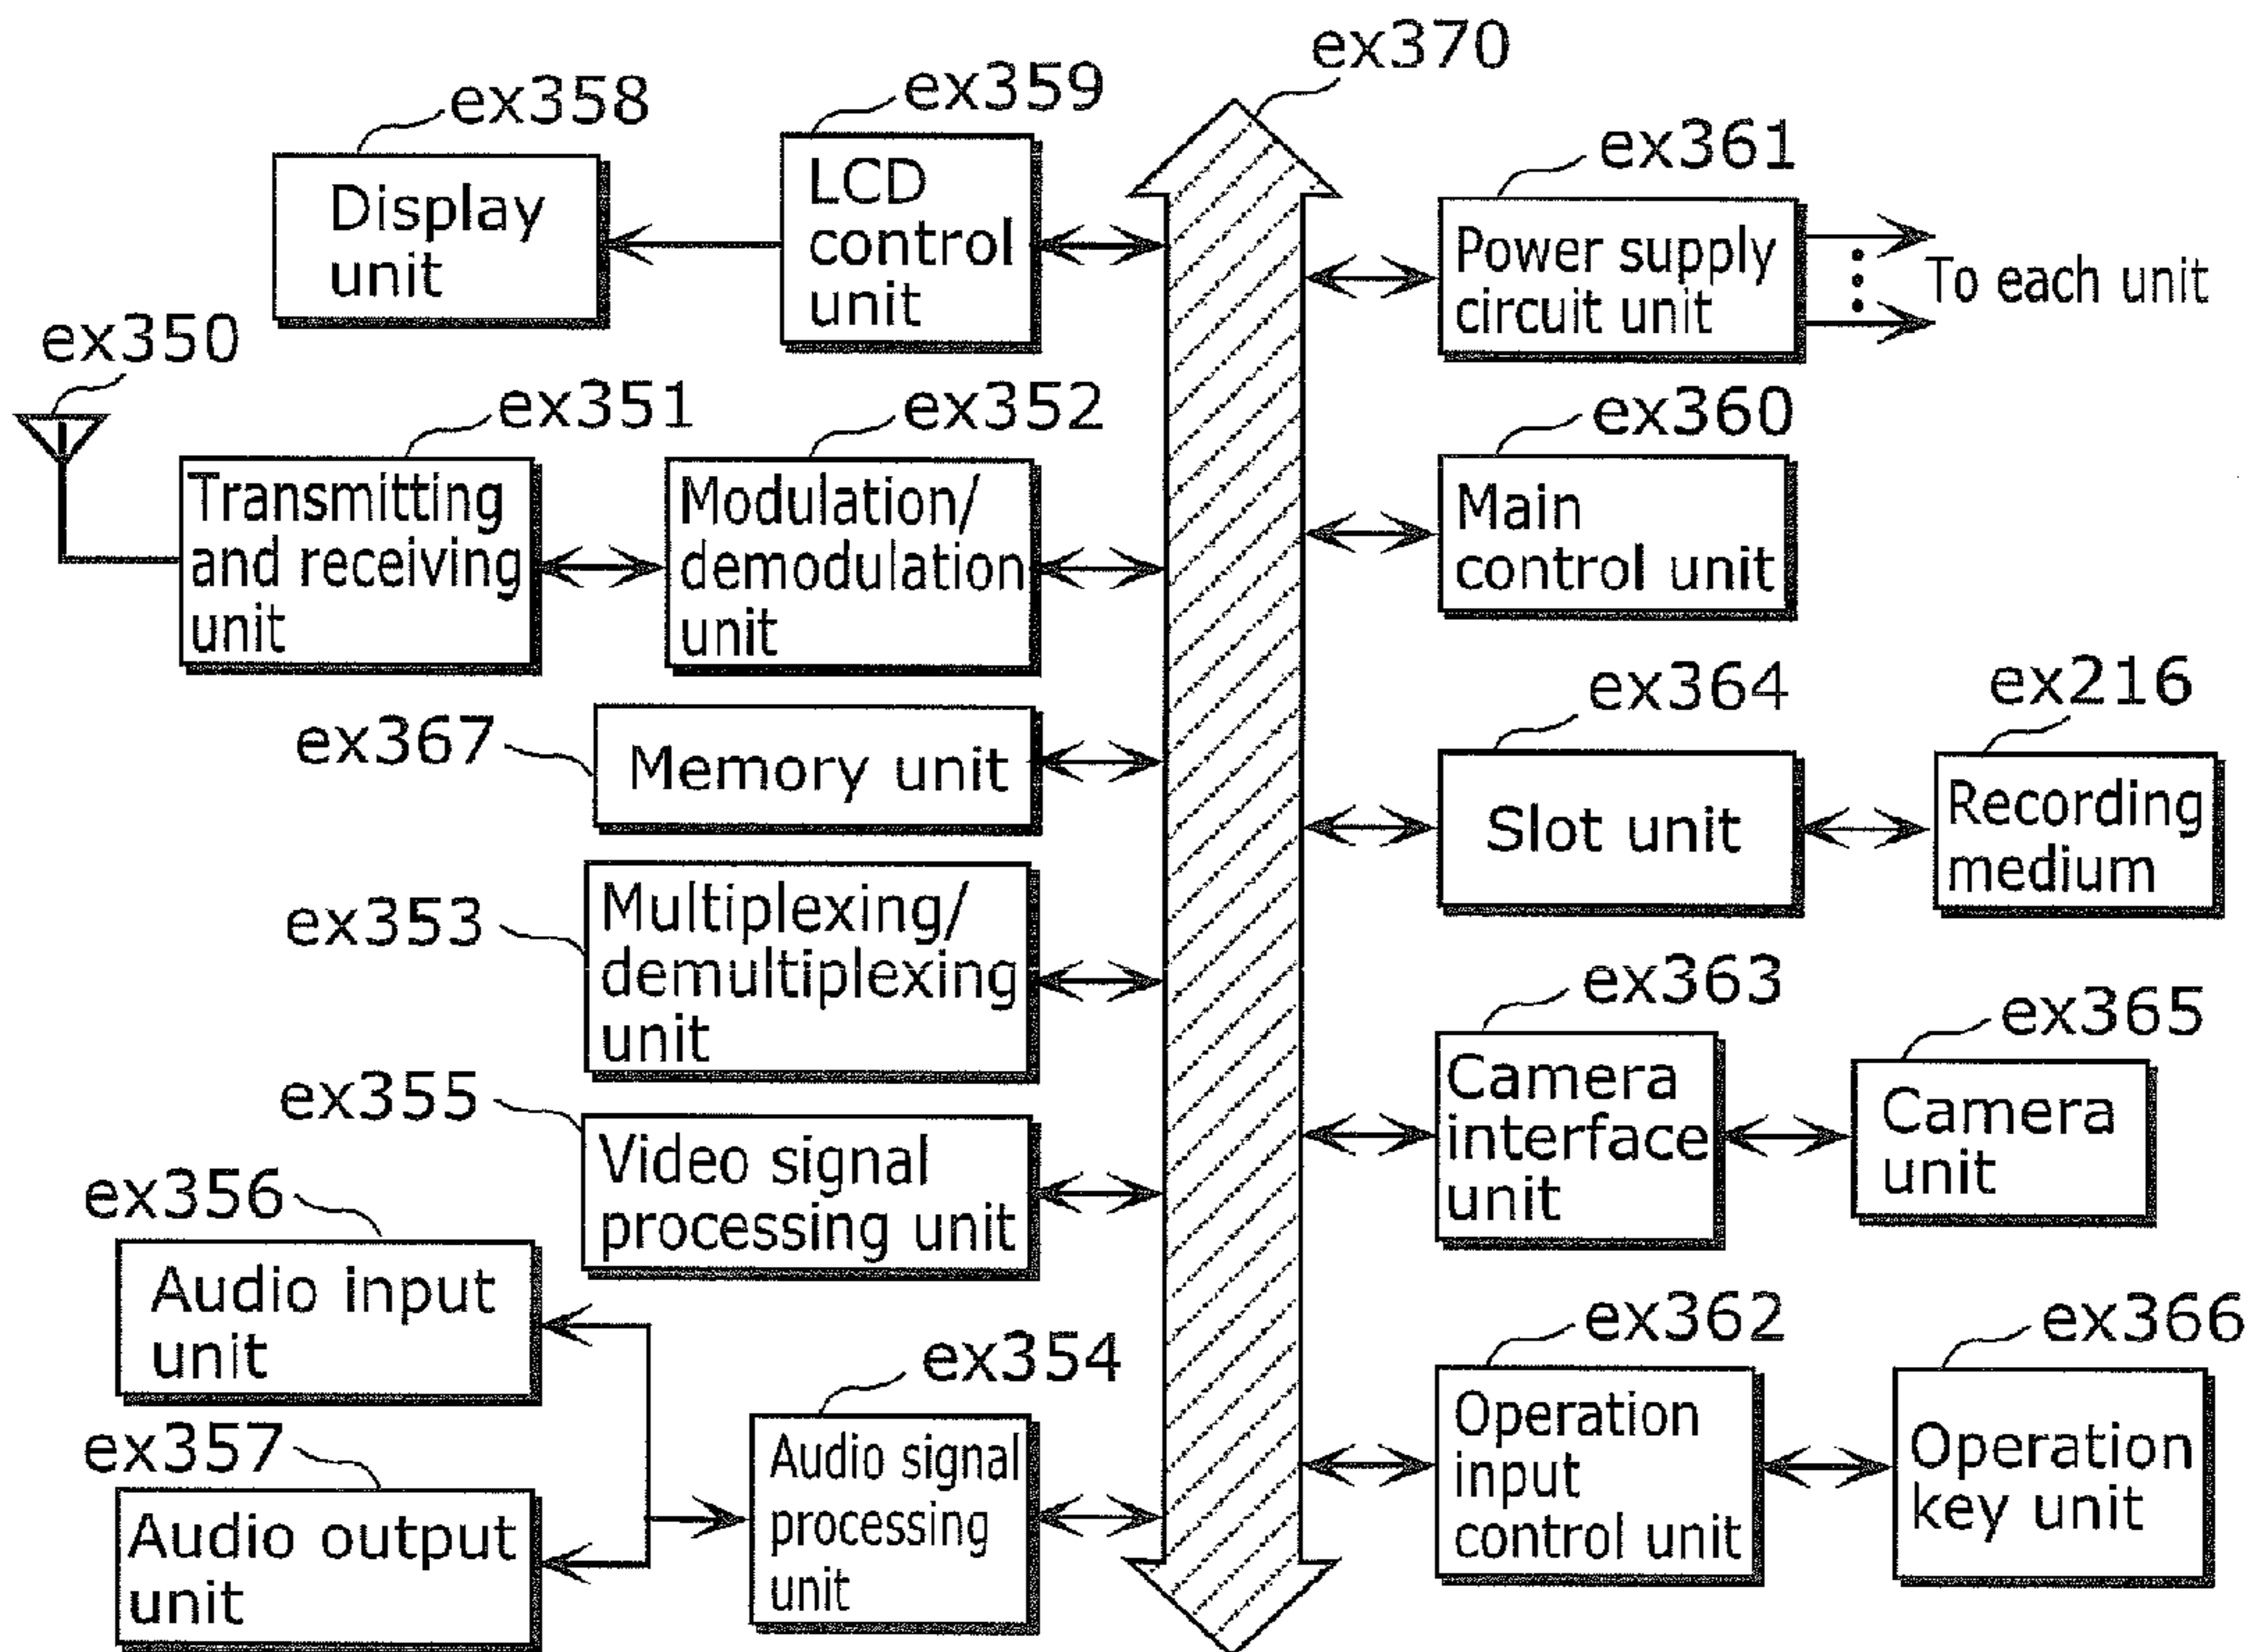 ex370
ex358
ex359
ex361
Display
unit
LCD
control
unit
Power supply
circuit unit
To each unit
ex350
ex351
ex352
ex360
Transmitting
and receiving
unit
Modulation/
demodulation
unit
Main
control unit
ex364
ex216
ex367
Memory unit
Slot unit
Recording
medium
ex353
Multiplexing/
demultiplexing
unit
ex363
ex365
Camera
interface
unit
Camera
unit
ex355
Video signal
processing unit
ex356
Audio input
unit
ex354
ex362
ex366
ex357
Audio output
unit
Audio signal
processing
unit
Operation
input
control unit
Operation
key unit